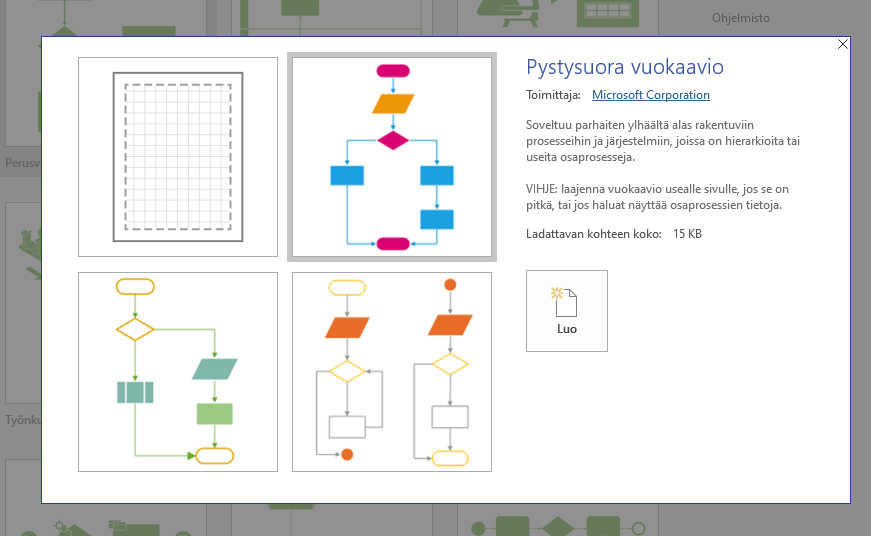 Ohjelmisto
Pystysuora vuokaavio
Toimittaja: Microsoft Corporation
Soveltuu parhaiten ylhäältä alas rakentuviin
prosesseihin ja järjestelmiin, joissa on hierarkioita tai
useita osaprosesseja.
VIHJE: laajenna vuokaavio usealle sivulle, jos se on
pitkä, tai jos haluat näyttää osaprosessien tietoja.
Ladattavan kohteen koko: 15 KB
Luo